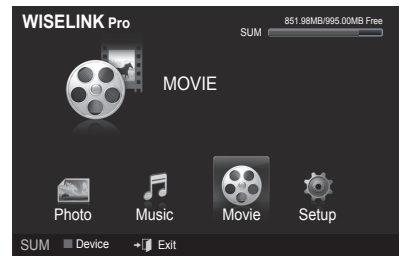 WISELINK Pro
851.98MB/995.00MB Free
SUM
MOVIE
Photo Music Movie Setup
SUM Device Exit